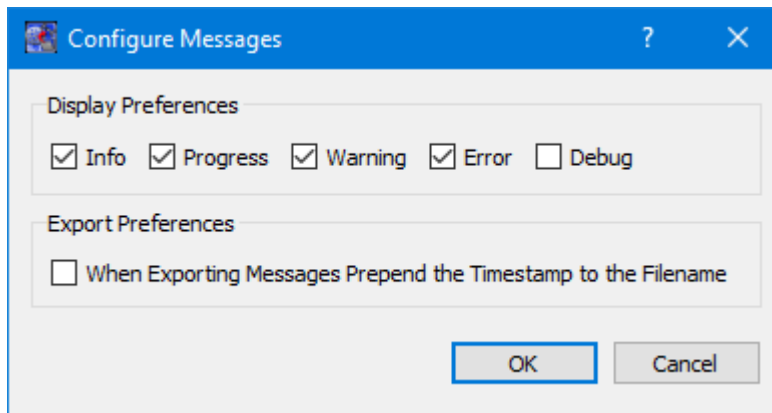 Configure Messages
Display Preferences
Info Progress Warning Error Debug
Export Preferences
When Exporting Messages Prepend the Timestamp to the Filename
OK Cancel